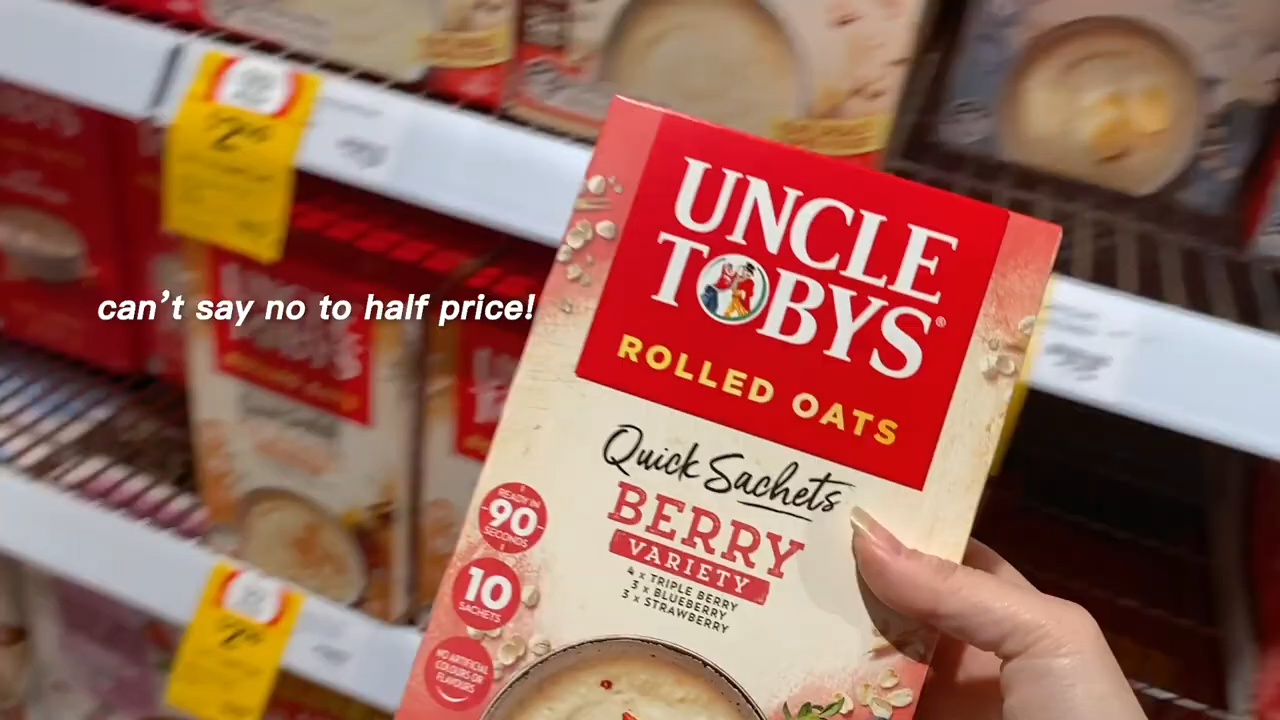 can't say no to half price!
UNCLE
TOBYS®
ROLLED OATS
Quick Sachets
BERRY
VARIETY
4 x TRIPLE BERRY
3 x BLUEBERRY
3 x STRAWBERRY
READY IN
90
SECONDS
10
SACHETS
NO ARTIFICIAL
COLOURS OR
FLAVOURS